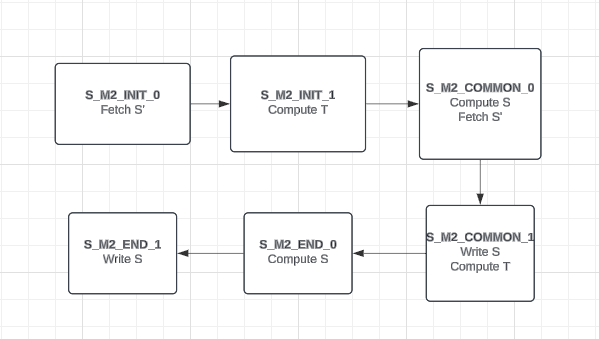 S_M2_INIT_0
Fetch S'
S_M2_INIT_1
Compute T
S_M2_COMMON_0
Compute S
Fetch S'
S_M2_END_1
Write S
S_M2_END_0
Compute S
S_M2_COMMON_1
Write S
Compute T